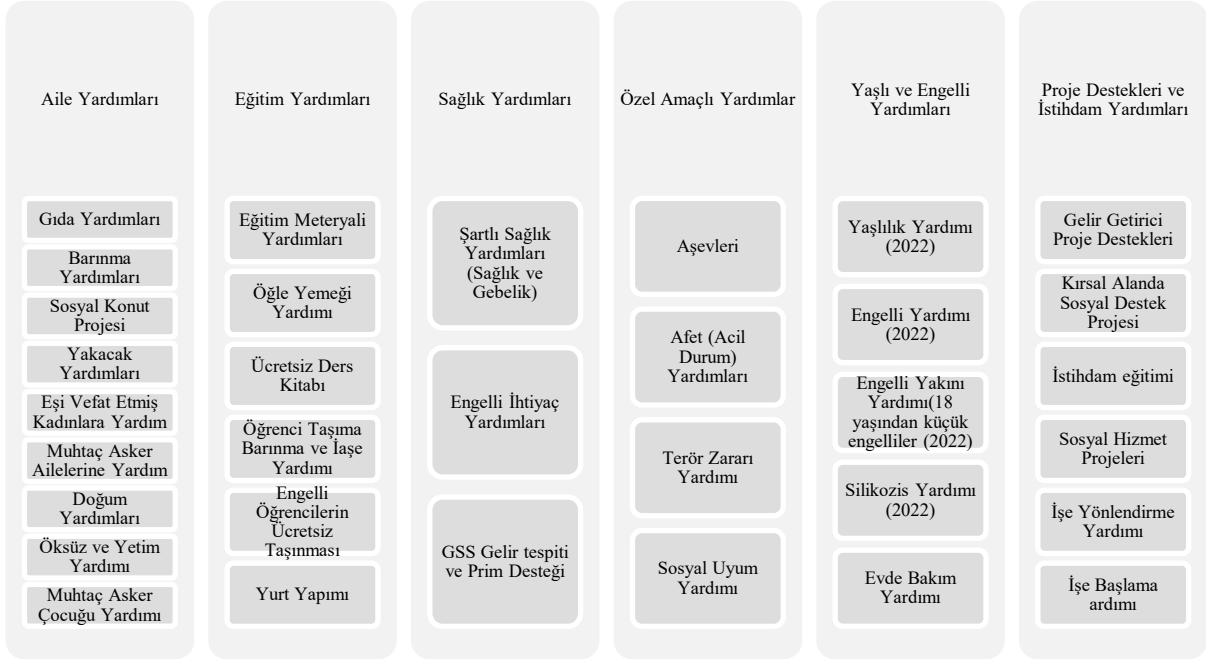 Aile Yardımları
Gıda Yardımları
Barınma
Yardımları
Sosyal Konut
Projesi
Yakacak
Yardımları
Eşi Vefat Etmiş
Kadınlara Yardım
Muhtaç Asker
Ailelerine Yardım
Doğum
Yardımları
Öksüz ve Yetim
Yardımı
Muhtaç Asker
Çocuğu Yardımı
Eğitim Yardımları
Eğitim Meteryali
Yardımları
Öğle Yemeği
Yardımı
Ücretsiz Ders
Kitabı
Öğrenci Taşıma
Barınma ve İaşe
Yardımı
Engelli
Öğrencilerin
Ücretsiz
Taşınması
Yurt Yapımı
Sağlık Yardımları
Şartlı Sağlık
Yardımları
(Sağlık ve
Gebelik)
Engelli İhtiyaç
Yardımları
GSS Gelir tespiti
ve Prim Desteği
Özel Amaçlı Yardımlar
Aşevleri
Afet (Acil
Durum)
Yardımları
Terör Zararı
Yardımı
Sosyal Uyum
Yardımı
Yaşlı ve Engelli
Yardımları
Yaşlılık Yardımı
(2022)
Engelli Yardımı
(2022)
Engelli Yakını
Yardımı(18
yaşından küçük
engelliler (2022)
Silikozis Yardımı
(2022)
Evde Bakım
Yardımı
Proje Destekleri ve
İstihdam Yardımları
Gelir Getirici
Proje Destekleri
Kırsal Alanda
Sosyal Destek
Projesi
İstihdam eğitimi
Sosyal Hizmet
Projeleri
İşe Yönlendirme
Yardımı
İşe Başlama
ardımı